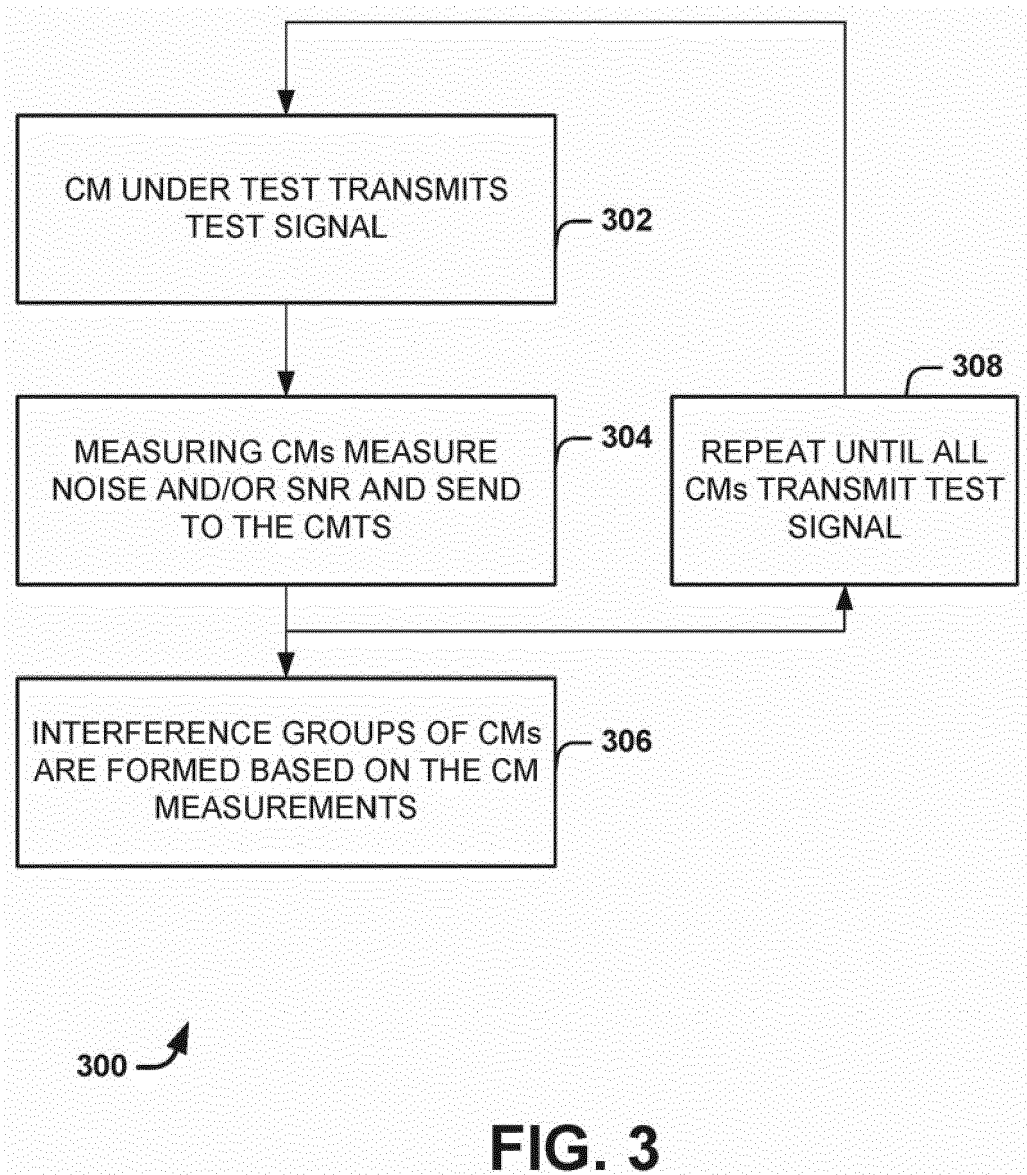 CM UNDER TEST TRANSMITS
TEST SIGNAL
302
MEASURING CMs MEASURE
NOISE AND/OR SNR AND SEND
TO THE CMTS
304
308
REPEAT UNTIL ALL
CMs TRANSMIT TEST
SIGNAL
INTERFERENCE GROUPS OF CMs
ARE FORMED BASED ON THE CM
MEASUREMENTS
306
300
FIG. 3